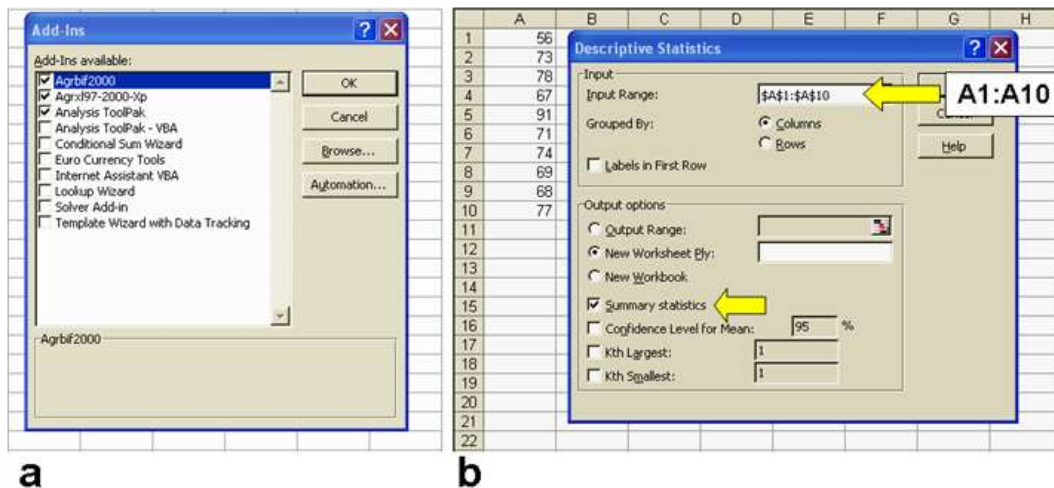 Add-Ins
Add-Ins available:
Agrbif2000
Agrxl97-2000-Xp
Analysis ToolPak
Analysis ToolPak - VBA
Conditional Sum Wizard
Euro Currency Tools
Internet Assistant VBA
Lookup Wizard
Solver Add-in
Template Wizard with Data Tracking
OK
Cancel
Browse...
Automation...
Agrbif2000
a
A B C D E F G H
1 56
2 73
3 78
4 67
5 91
6 71
7 74
8 69
9 68
10 77
11
12
13
14
15
16
17
18
19
20
21
22
Descriptive Statistics
Input
Input Range: $A$1:$A$10
A1:A10
Grouped By: Columns
Rows
Labels in First Row
Help
Output options
Output Range:
New Worksheet Ply:
New Workbook
Summary statistics
Confidence Level for Mean: 95 %
Kth Largest: 1
Kth Smallest: 1
b